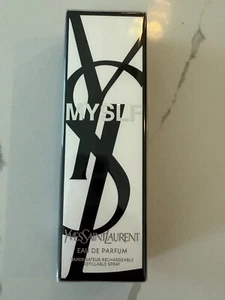 MYSLF
YVESSAINTLAURENT
EAU DE PARFUM
VAPORISATEUR RECHARGEABLE
REFILLABLE SPRAY